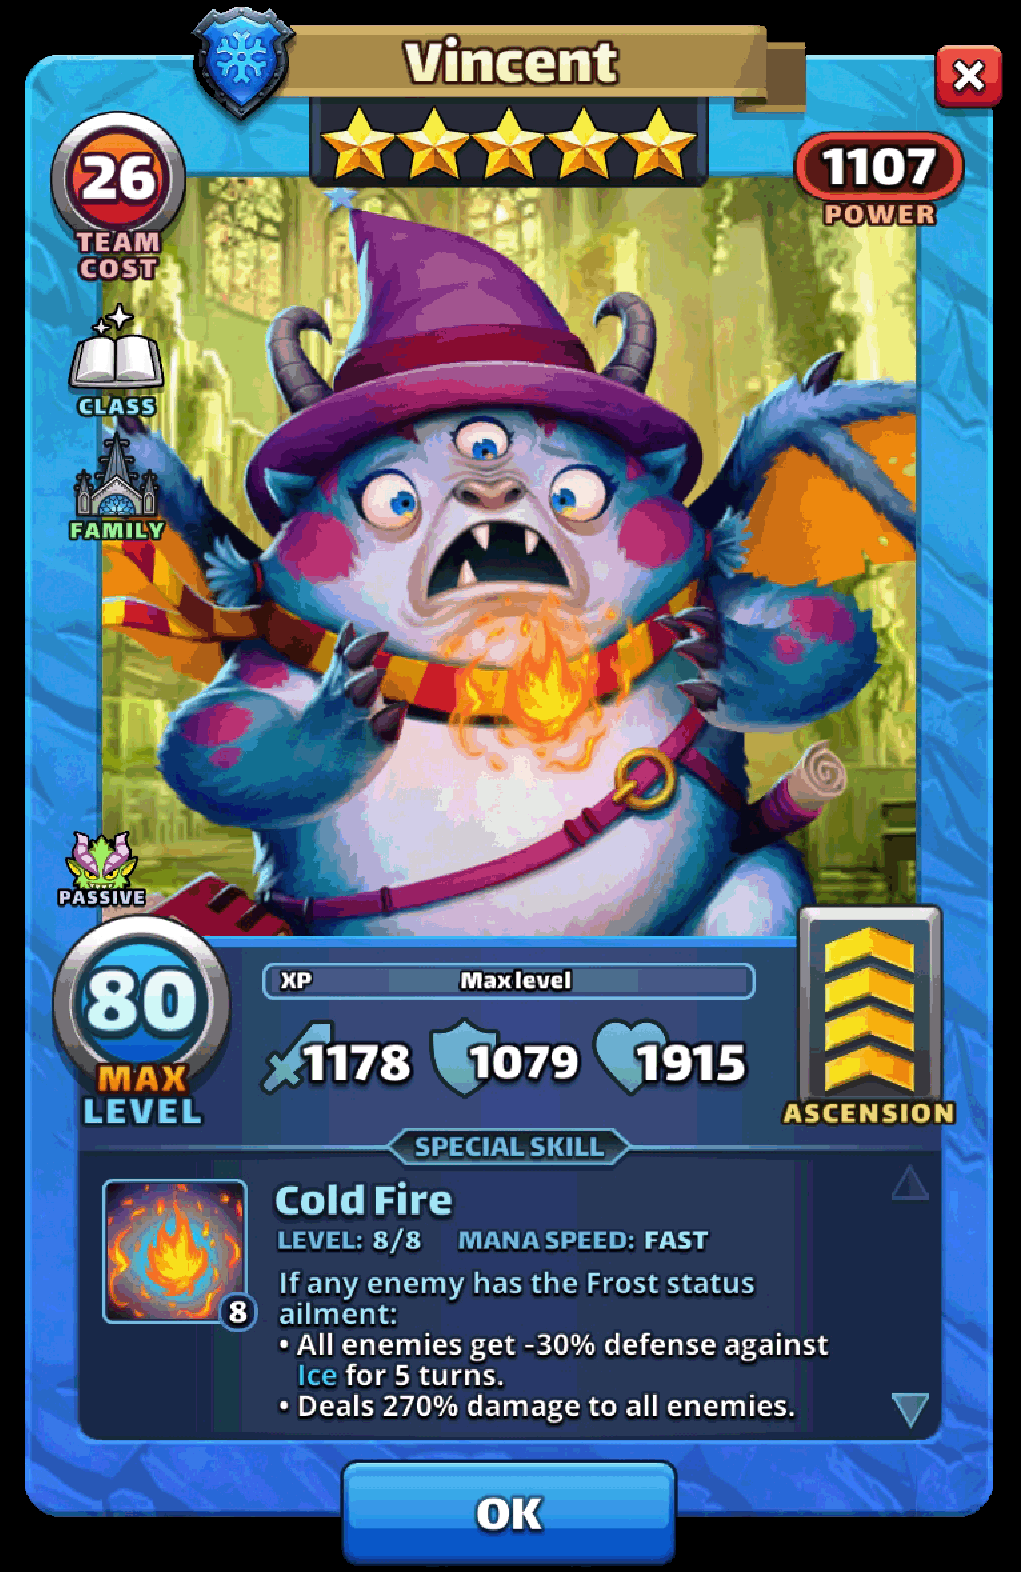 Vincent
26
TEAM
COST
1107
POWER
CLASS
FAMILY
PASSIVE
80
MAX
LEVEL
XP
Max level
1178
1079
1915
ASCENSION
SPECIAL SKILL
Cold Fire
LEVEL: 8/8 MANA SPEED: FAST
8
If any enemy has the Frost status
ailment:
• All enemies get -30% defense against
Ice for 5 turns.
• Deals 270% damage to all enemies.
OK